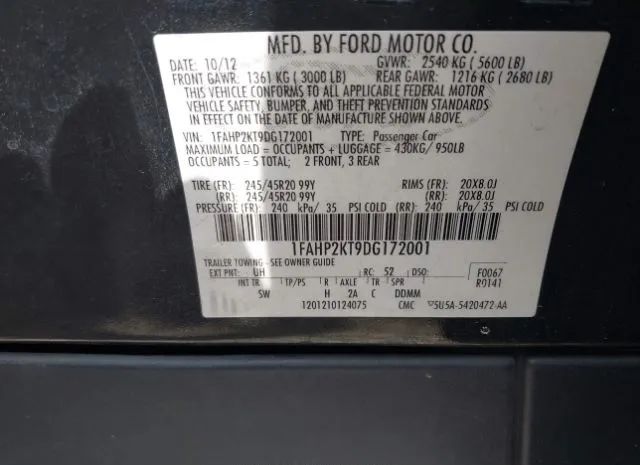 MFD. BY FORD MOTOR CO.
DATE: 10/12 GVWR: 2540 KG ( 5600 LB)
FRONT GAWR: 1361 KG ( 3000 LB) REAR GAWR: 1216 KG ( 2680 LB)
THIS VEHICLE CONFORMS TO ALL APPLICABLE FEDERAL MOTOR
VEHICLE SAFETY, BUMPER, AND THEFT PREVENTION STANDARDS
IN EFFECT ON THE DATE OF MANUFACTURE SHOWN ABOVE.
VIN: 1FAHP2KT9DG172001 TYPE: Passenger Car
MAXIMUM LOAD = OCCUPANTS + LUGGAGE = 430KG/ 950LB
OCCUPANTS = 5 TOTAL; 2 FRONT, 3 REAR
TIRE (FR): 245/45R20 99Y RIMS (FR): 20X8.0J
(RR): 245/45R20 99Y (RR): 20X8.0J
PRESSURE (FR): 240 kPa/ 35 PSI COLD (RR): 240 kPa/ 35 PSI COLD
1FAHP2KT9DG172001
TRAILER TOWING - SEE OWNER GUIDE
EXT PNT: UH RC: 52 DSO: F0067
INT TR TP/PS R AXLE TR SPR R0141
SW H 2A C DDMM
1201210124075 CMC 5U5A-5420472-AA